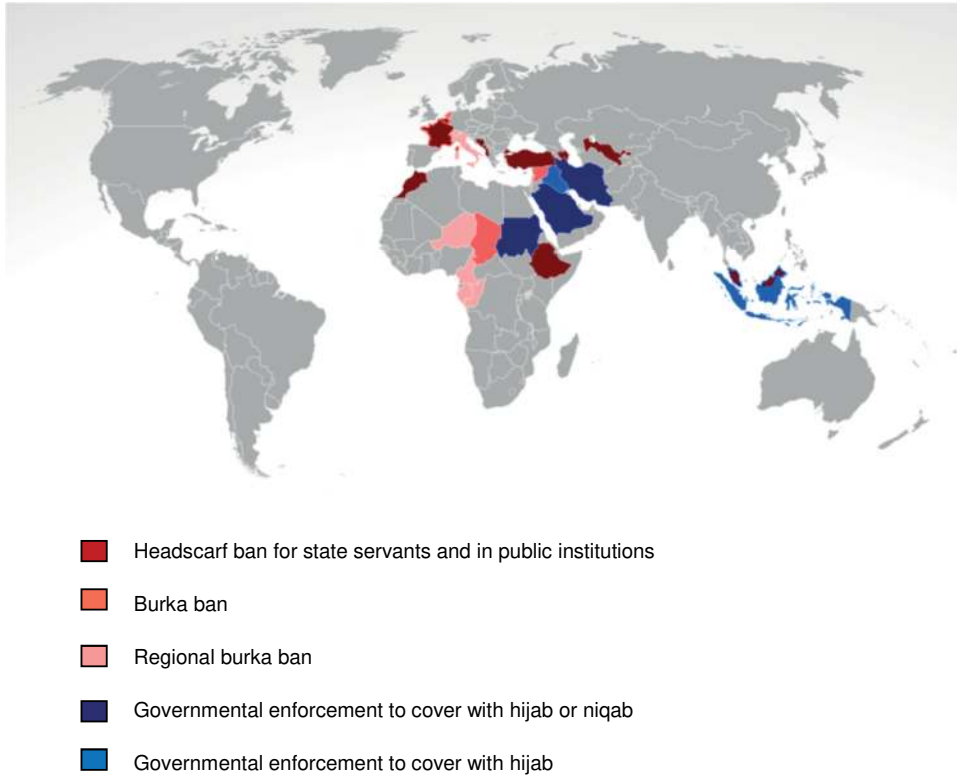 Headscarf ban for state servants and in public institutions
Burka ban
Regional burka ban
Governmental enforcement to cover with hijab or niqab
Governmental enforcement to cover with hijab